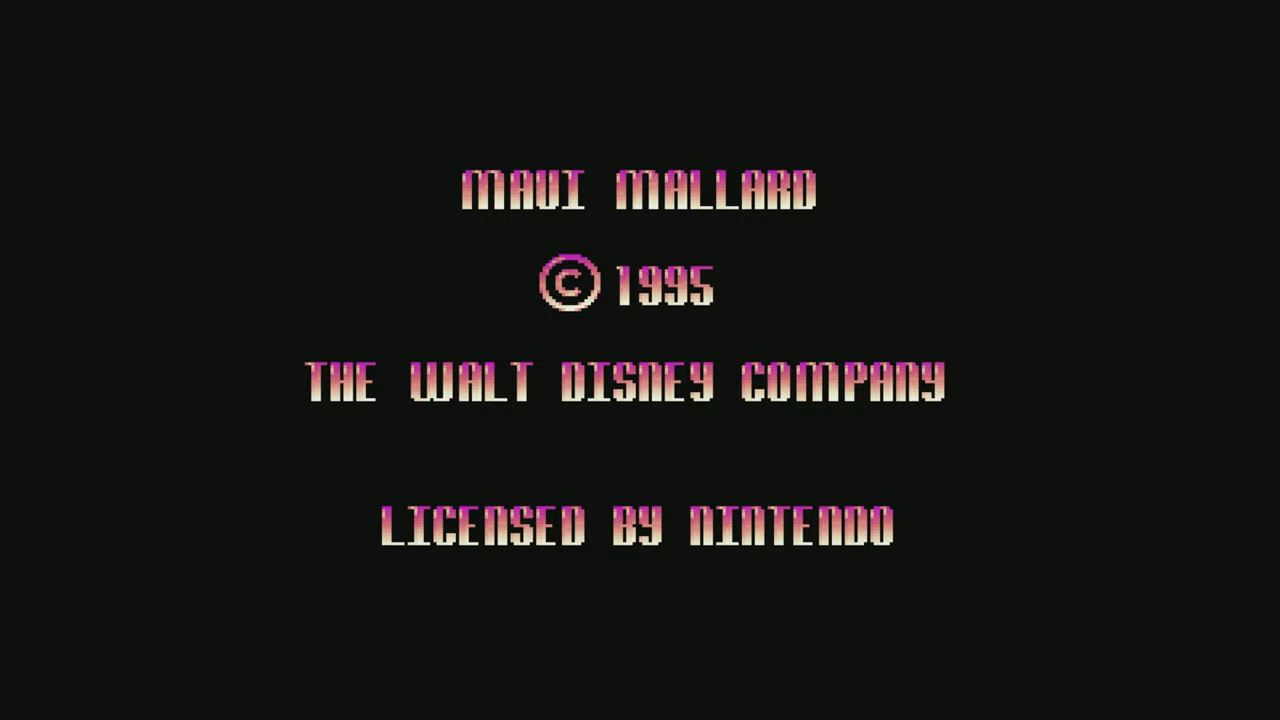 MAUI MALLARD
© 1995
THE WALT DISNEY COMPANY
LICENSED BY NINTENDO